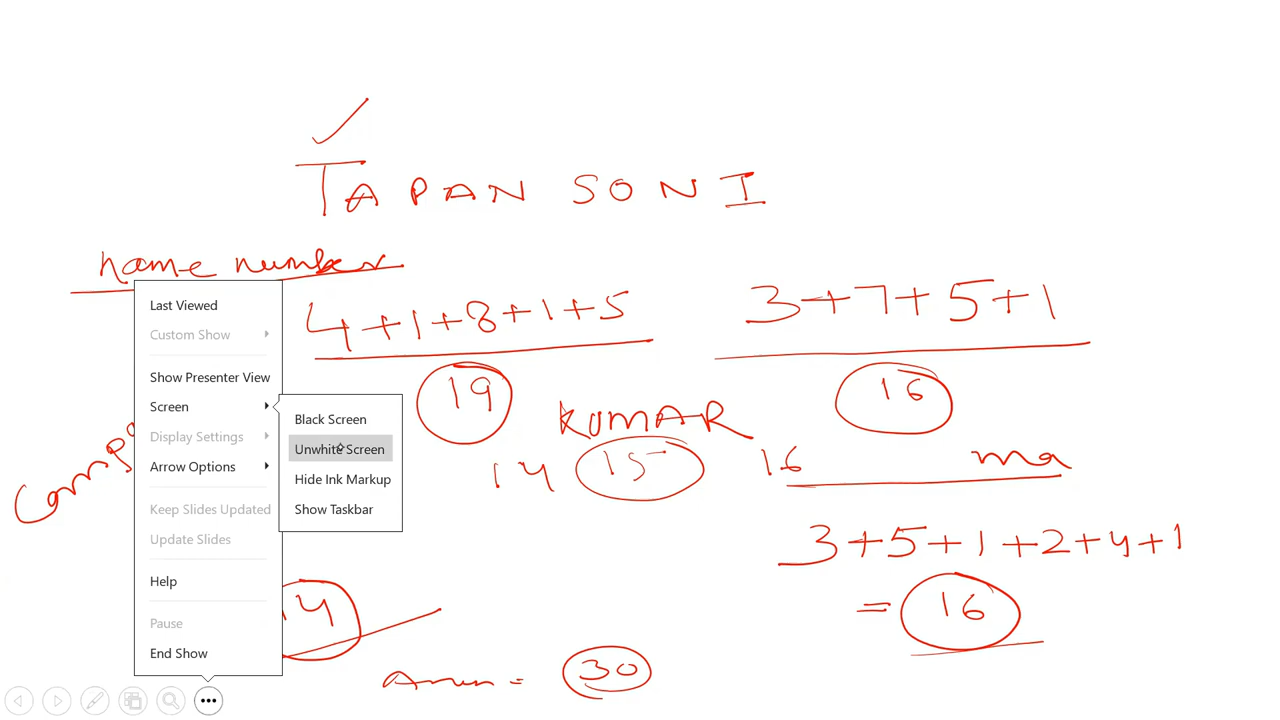 TAPAN SONI
name number
4+1+8+1+5
3+7+5+1
19
16
KUMAR
14 15 16
3+5+1+2+4+1
= 16
14
= 30
Last Viewed
Custom Show
Show Presenter View
Screen
Display Settings
Arrow Options
Keep Slides Updated
Update Slides
Help
Pause
End Show
Black Screen
Unwhite Screen
Hide Ink Markup
Show Taskbar